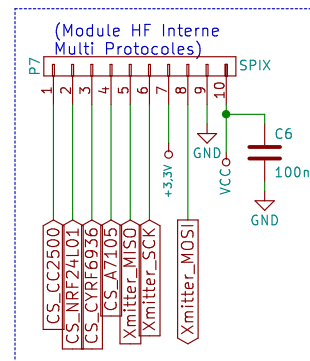 (Module HF Interne
Multi Protocoles)
P7
SPIX
1
2
3
4
5
6
7
8
9
10
C6
100n
GND
GND
+3,3V
VCC
CS_CC2500
CS_NRF24L01
CS_CYRF6936
CS_A7105
Xmitter_MISO
Xmitter_SCK
Xmitter_MOSI